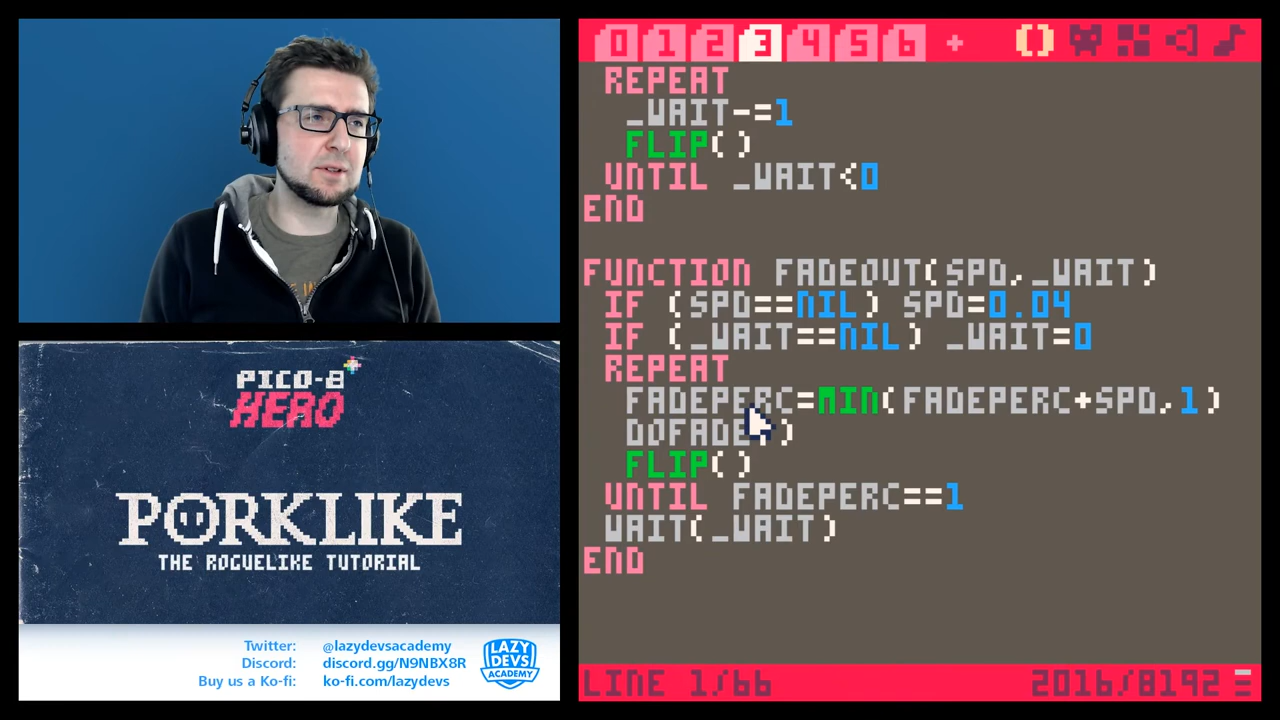 0 1 2 3 4 5 6 +
REPEAT
_WAIT-=1
FLIP()
UNTIL _WAIT<0
END
FUNCTION FADEOUT(SPD,_WAIT)
IF (SPD==NIL) SPD=0.04
IF (_WAIT==NIL) _WAIT=0
REPEAT
FADEPERC=MIN(FADEPERC+SPD,1)
DOFADE()
FLIP()
UNTIL FADEPERC==1
WAIT(_WAIT)
END
LINE 1/66 2016/8192
PICO-8
HERO
PORKLIKE
THE ROGUELIKE TUTORIAL
Twitter: @lazydevsacademy
Discord: discord.gg/N9NBX8R
Buy us a Ko-fi: ko-fi.com/lazydevs
LAZY
DEVS
ACADEMY